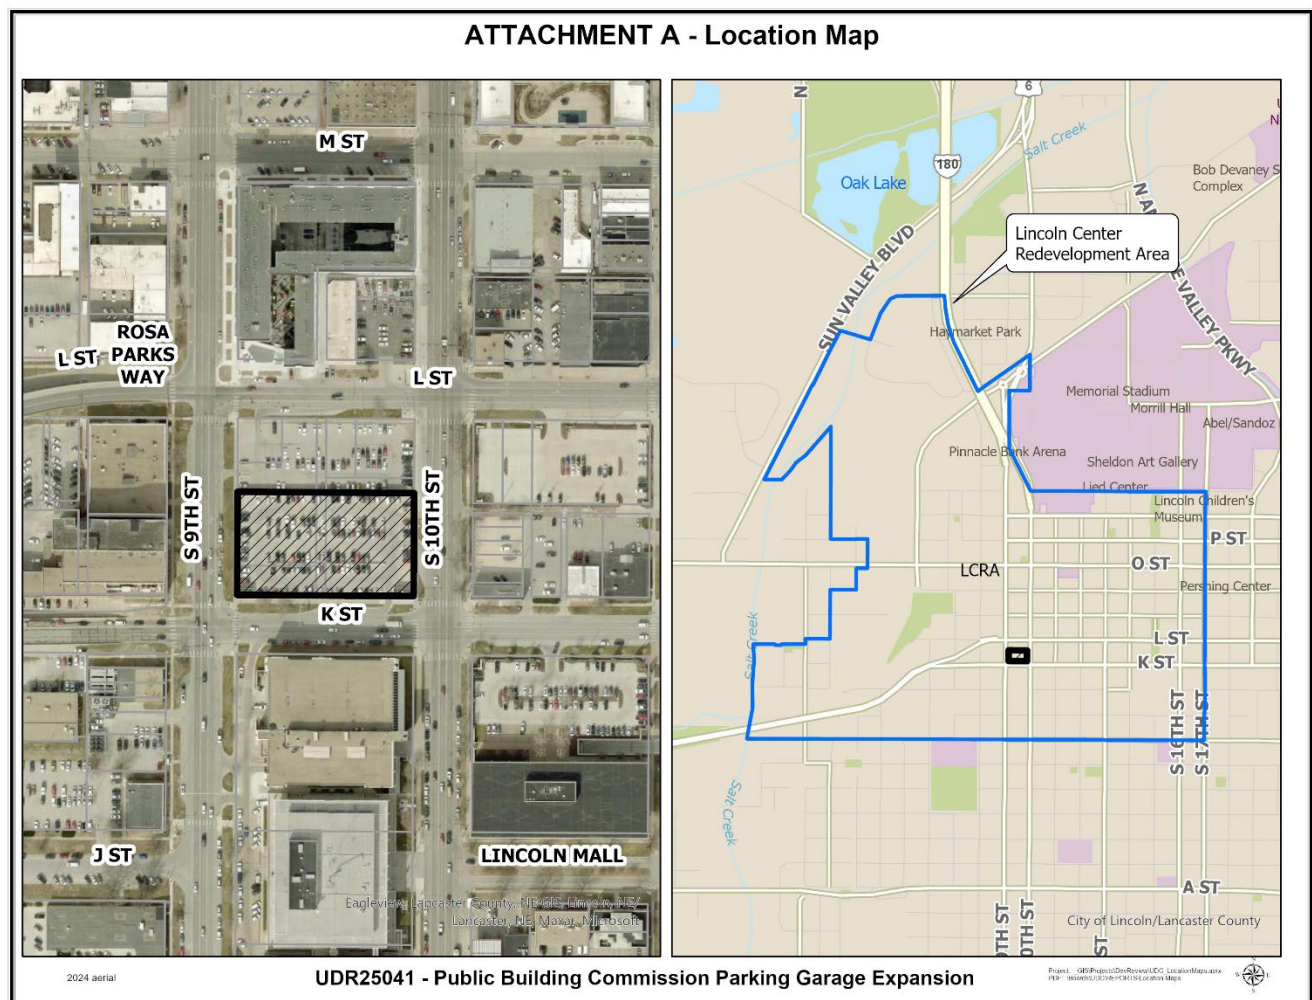 ATTACHMENT A - Location Map
M ST
ROSA
PARKS
WAY
L ST
L ST
S 9TH ST
S 10TH ST
K ST
J ST
LINCOLN MALL
Eagleview, Lancaster County, NE GIS, Lincoln, NE/
Lancaster, NE, Maxar, Microsoft
N
6
Salt Creek
180
Oak Lake
Bob Devaney S
Complex
Lincoln Center
Redevelopment Area
SUN VALLEY BLVD
E VALLEY PKWY
Haymarket Park
Memorial Stadium
Morrill Hall
Abel/Sandoz
Pinnacle Bank Arena
Sheldon Art Gallery
Lied Center
Lincoln Children's
Museum
P ST
O ST
LCRA
Pershing Center
Salt Creek
L ST
K ST
S 16TH ST
S 17TH ST
Salt Creek
A ST
0TH ST
ST
City of Lincoln/Lancaster County
2024 aerial
UDR25041 - Public Building Commission Parking Garage Expansion